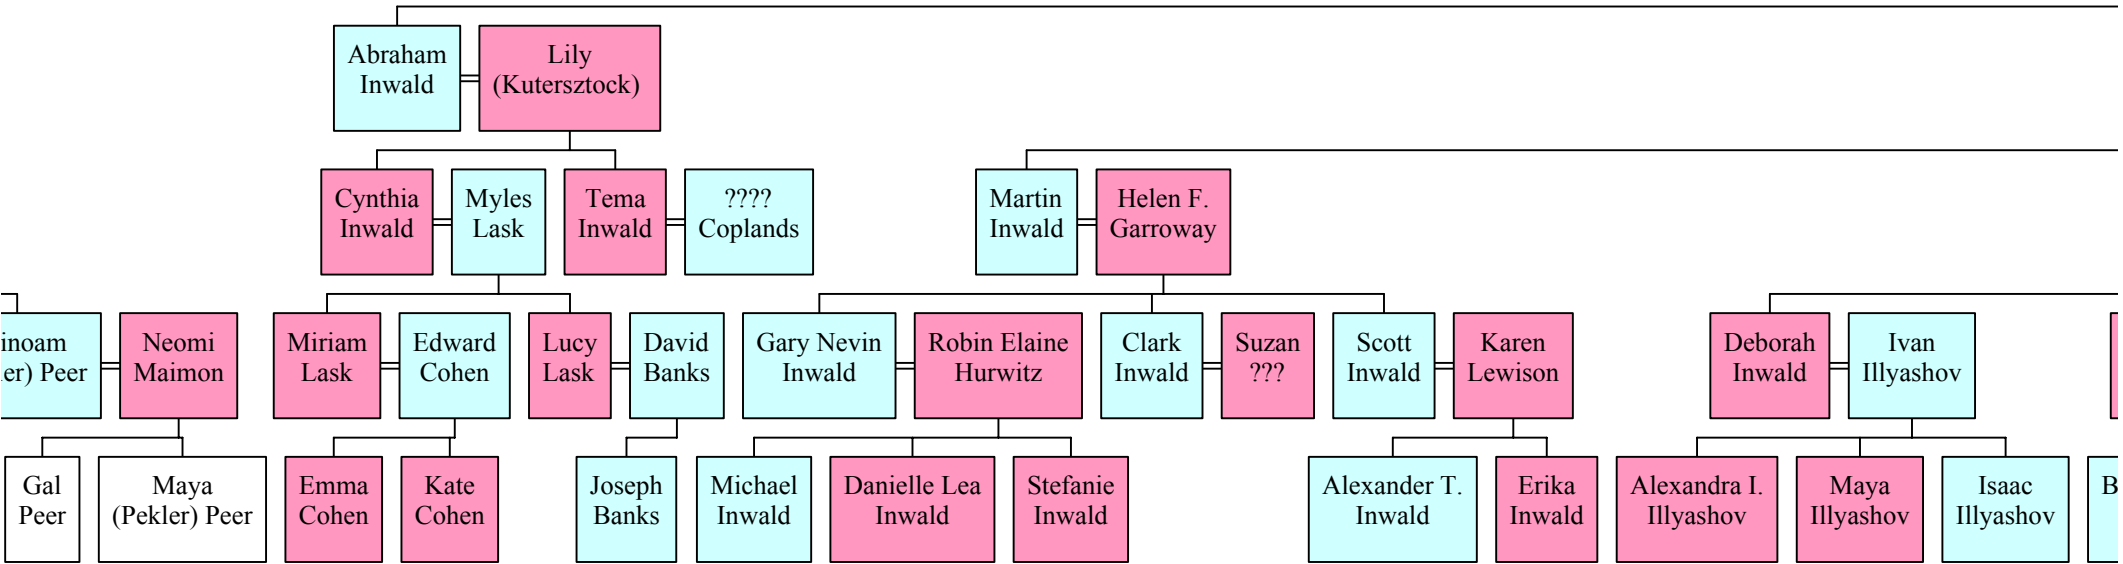 Abraham
Inwald
Lily
(Kutersztock)
Cynthia
Inwald
Myles
Lask
Tema
Inwald
????
Coplands
Martin
Inwald
Helen F.
Garroway
inoam
er) Peer
Neomi
Maimon
Miriam
Lask
Edward
Cohen
Lucy
Lask
David
Banks
Gary Nevin
Inwald
Robin Elaine
Hurwitz
Clark
Inwald
Suzan
???
Scott
Inwald
Karen
Lewison
Deborah
Inwald
Ivan
Illyashov
Gal
Peer
Maya
(Pekler) Peer
Emma
Cohen
Kate
Cohen
Joseph
Banks
Michael
Inwald
Danielle Lea
Inwald
Stefanie
Inwald
Alexander T.
Inwald
Erika
Inwald
Alexandra I.
Illyashov
Maya
Illyashov
Isaac
Illyashov
B